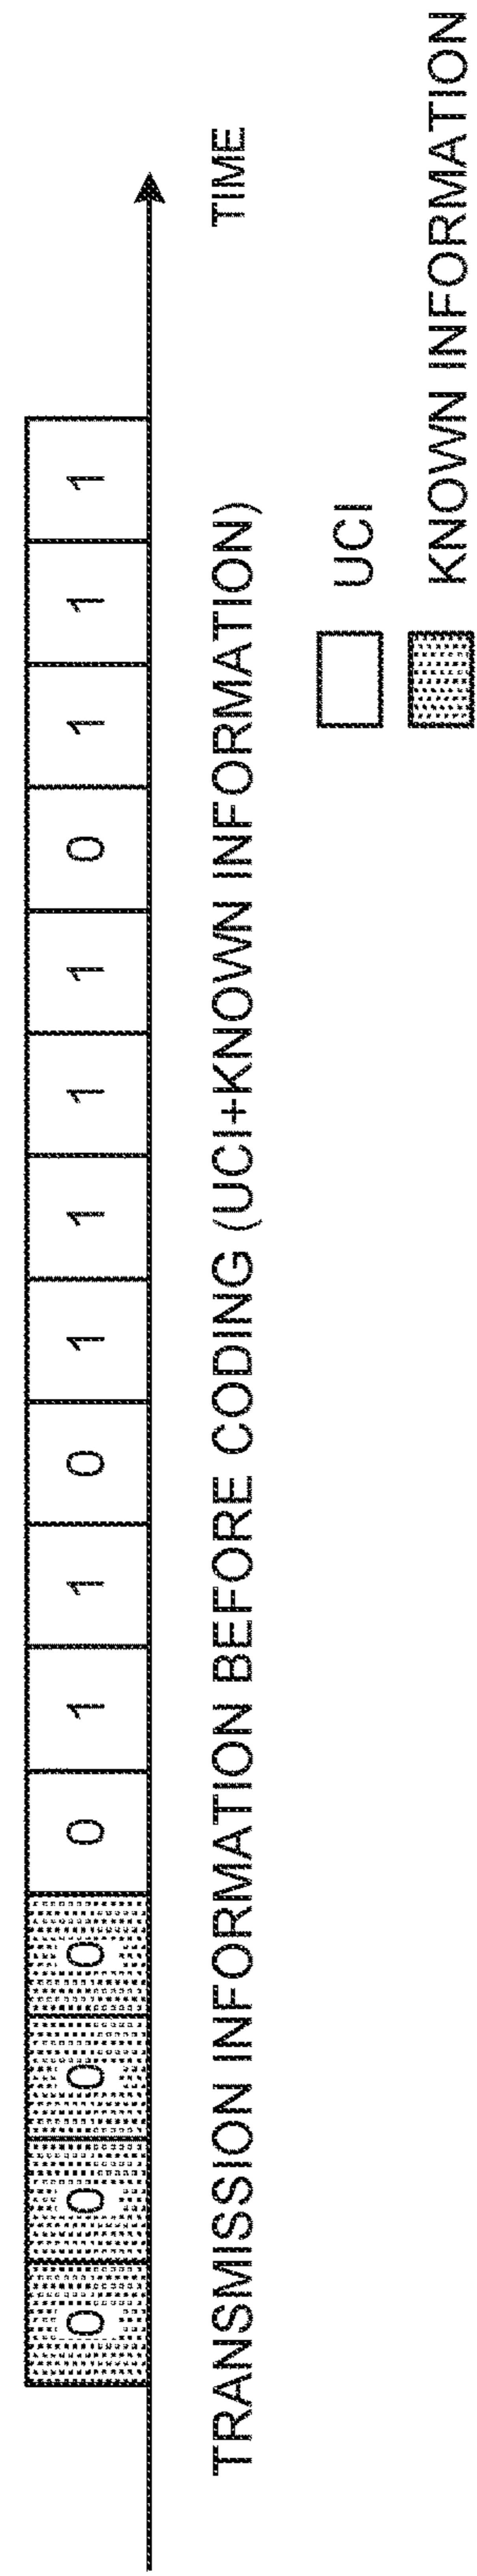 0 0 0 0 0 1 1 0 1 1 1 1 0 1 1 1
TIME
TRANSMISSION INFORMATION BEFORE CODING (UCI+KNOWN INFORMATION)
UCI
KNOWN INFORMATION